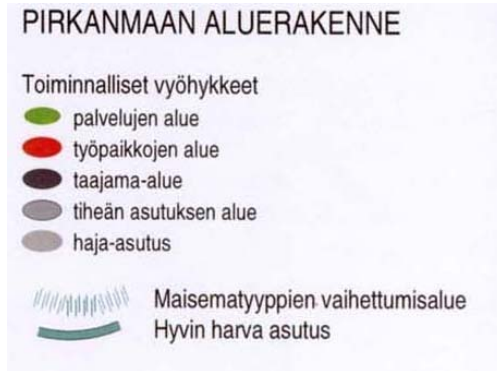 PIRKANMAAN ALUERAKENNE
Toiminnalliset vyöhykkeet
palvelujen alue
työpaikkojen alue
taajama-alue
tiheän asutuksen alue
haja-asutus
Maisematyyppien vaihettumisalue
Hyvin harva asutus